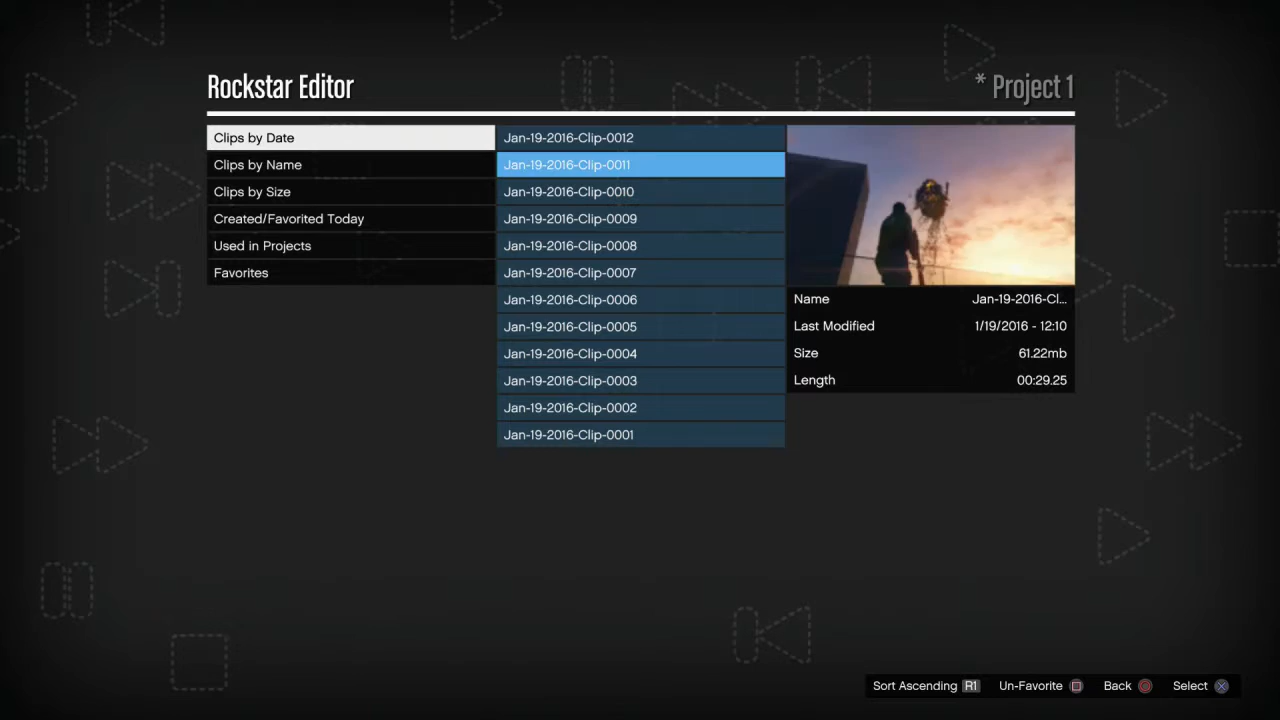 Rockstar Editor
* Project 1
Clips by Date
Clips by Name
Clips by Size
Created/Favorited Today
Used in Projects
Favorites
Jan-19-2016-Clip-0012
Jan-19-2016-Clip-0011
Jan-19-2016-Clip-0010
Jan-19-2016-Clip-0009
Jan-19-2016-Clip-0008
Jan-19-2016-Clip-0007
Jan-19-2016-Clip-0006
Jan-19-2016-Clip-0005
Jan-19-2016-Clip-0004
Jan-19-2016-Clip-0003
Jan-19-2016-Clip-0002
Jan-19-2016-Clip-0001
Name Jan-19-2016-Cl...
Last Modified 1/19/2016 - 12:10
Size 61.22mb
Length 00:29.25
Sort Ascending R1 Un-Favorite Back Select